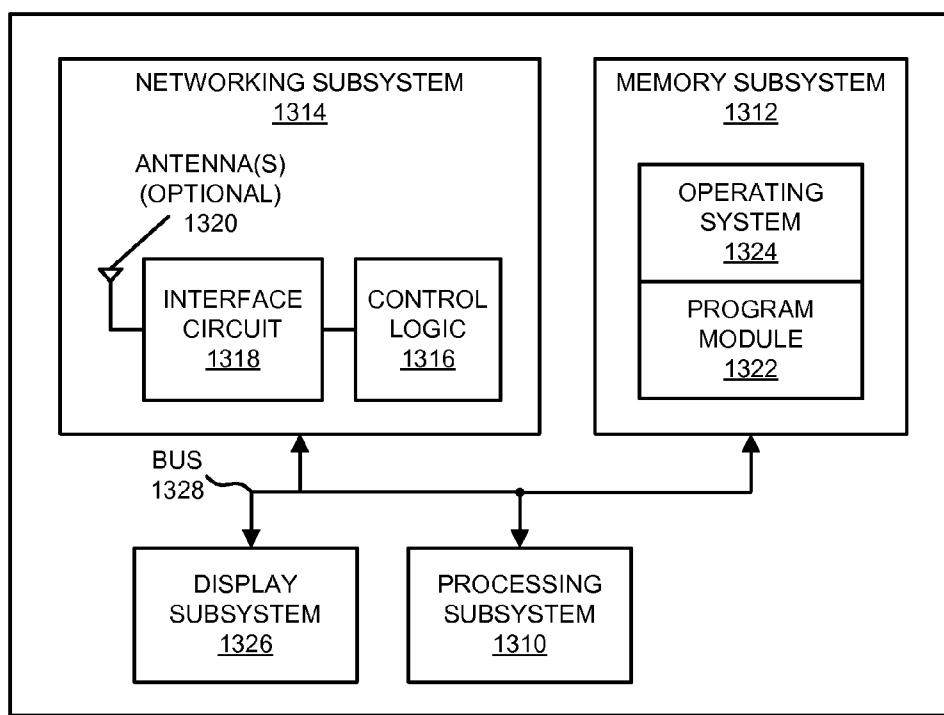 NETWORKING SUBSYSTEM
1314
ANTENNA(S)
(OPTIONAL)
1320
INTERFACE
CIRCUIT
1318
CONTROL
LOGIC
1316
MEMORY SUBSYSTEM
1312
OPERATING
SYSTEM
1324
PROGRAM
MODULE
1322
BUS
1328
DISPLAY
SUBSYSTEM
1326
PROCESSING
SUBSYSTEM
1310